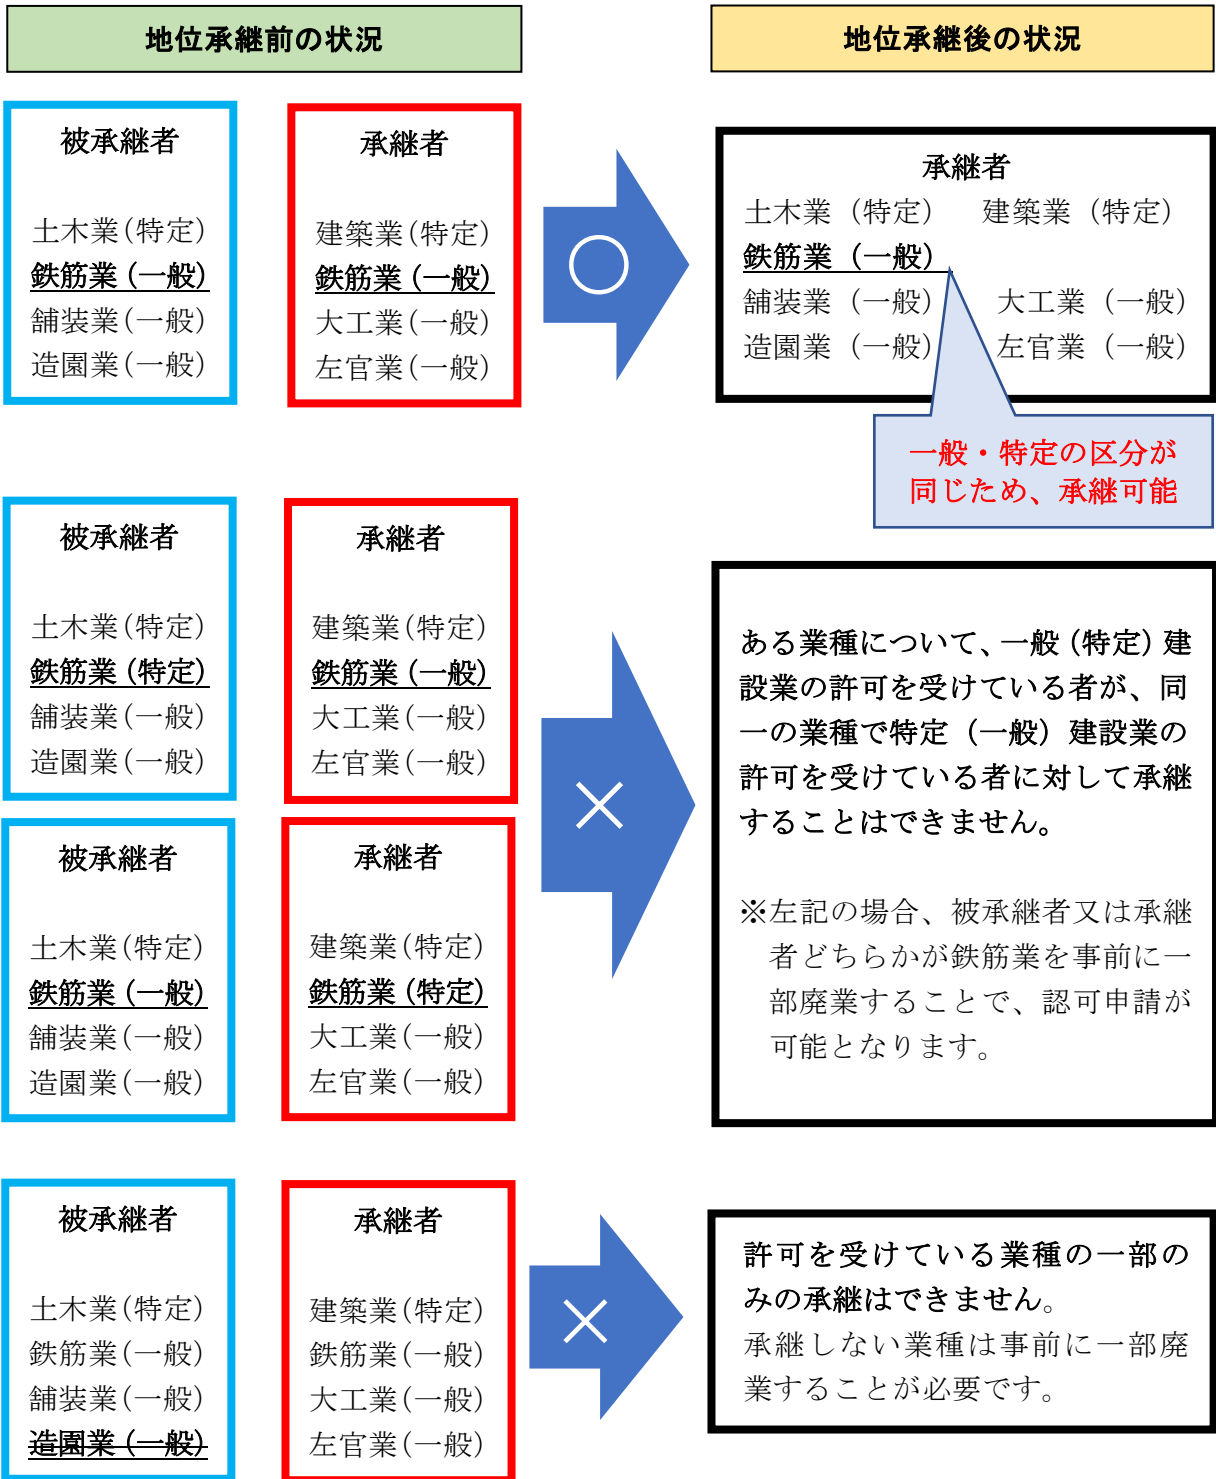 地位承継前の状況
地位承継後の状況
被承継者
土木業(特定)
鉄筋業(一般)
舗装業(一般)
造園業(一般)
承継者
建築業(特定)
鉄筋業(一般)
大工業(一般)
左官業(一般)
○
承継者
土木業（特定） 建築業（特定）
鉄筋業（一般）
舗装業（一般） 大工業（一般）
造園業（一般） 左官業（一般）
一般・特定の区分が
同じため、承継可能
被承継者
土木業(特定)
鉄筋業(特定)
舗装業(一般)
造園業(一般)
承継者
建築業(特定)
鉄筋業(一般)
大工業(一般)
左官業(一般)
被承継者
土木業(特定)
鉄筋業(一般)
舗装業(一般)
造園業(一般)
承継者
建築業(特定)
鉄筋業(特定)
大工業(一般)
左官業(一般)
×
ある業種について、一般（特定）建
設業の許可を受けている者が、同
一の業種で特定（一般）建設業の
許可を受けている者に対して承継
することはできません。
※左記の場合、被承継者又は承継
者どちらかが鉄筋業を事前に一
部廃業することで、認可申請が
可能となります。
被承継者
土木業(特定)
鉄筋業(一般)
舗装業(一般)
造園業(一般)
承継者
建築業(特定)
鉄筋業(一般)
大工業(一般)
左官業(一般)
×
許可を受けている業種の一部の
みの承継はできません。
承継しない業種は事前に一部廃
業することが必要です。